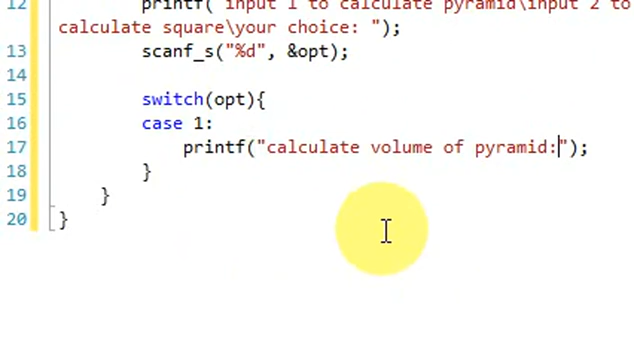 12 printf("input 1 to calculate pyramid\input 2 to
calculate square\your choice: ");
13 scanf_s("%d", &opt);
14
15 switch(opt){
16 case 1:
17 printf("calculate volume of pyramid:");
18 }
19 }
20 }